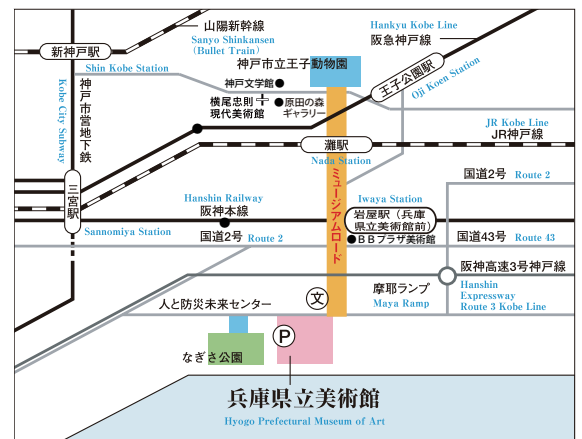 山陽新幹線
Sanyo Shinkansen
(Bullet Train)
Hankyu Kobe Line
阪急神戸線
新神戸駅
Shin Kobe Station
神戸市立王子動物園
王子公園駅
Oji Koen Station
神戸市営地下鉄
Kobe City Subway
神戸文学館
横尾忠則
現代美術館
原田の森
ギャラリー
JR Kobe Line
JR神戸線
灘駅
Nada Station
ミュージアムロード
国道2号 Route 2
三宮駅
Sannomiya Station
Hanshin Railway
阪神本線
Iwaya Station
岩屋駅（兵庫
県立美術館前）
BBプラザ美術館
国道2号 Route 2
国道43号 Route 43
阪神高速3号神戸線
Hanshin
Expressway
Route 3 Kobe Line
摩耶ランプ
Maya Ramp
人と防災未来センター
文
P
なぎさ公園
兵庫県立美術館
Hyogo Prefectural Museum of Art